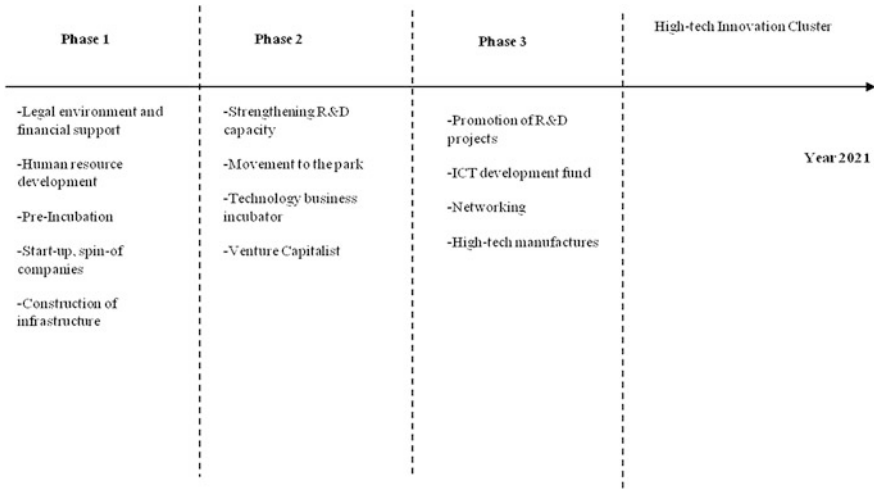 Phase 1
-Legal environment and
financial support
-Human resource
development
-Pre-Incubation
-Start-up, spin-of
companies
-Construction of
infrastructure
Phase 2
-Strengthening R&D
capacity
-Movement to the park
-Technology business
incubator
-Venture Capitalist
Phase 3
-Promotion of R&D
projects
-ICT development fund
-Networking
-High-tech manufactures
High-tech Innovation Cluster
Year 2021